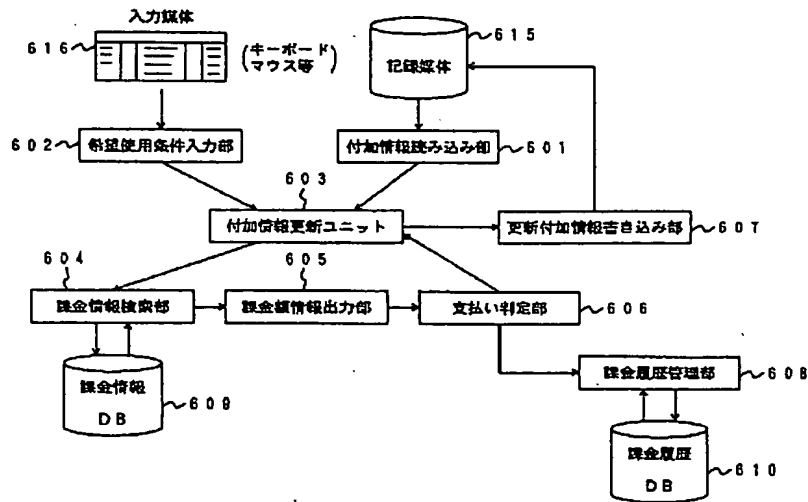 入力媒体
616
(キーボード
マウス等)
615
記録媒体
602
希望使用条件入力部
付加情報読み込み部
601
603
付加情報更新ユニット
更新付加情報書き込み部
607
604
605
課金情報検索部
課金額情報出力部
支払い判定部
606
課金情報
DB
609
課金履歴管理部
608
課金履歴
DB
610